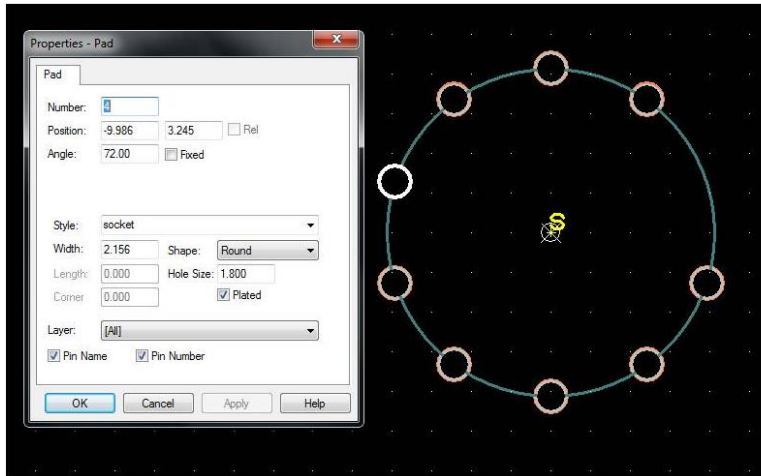 Properties - Pad
Pad
Number: 4
Position: -9.986 3.245 Rel
Angle: 72.00 Fixed
Style: socket
Width: 2.156 Shape: Round
Length: 0.000 Hole Size: 1.800
Corner 0.000 Plated
Layer: [All]
Pin Name Pin Number
OK Cancel Apply Help
S